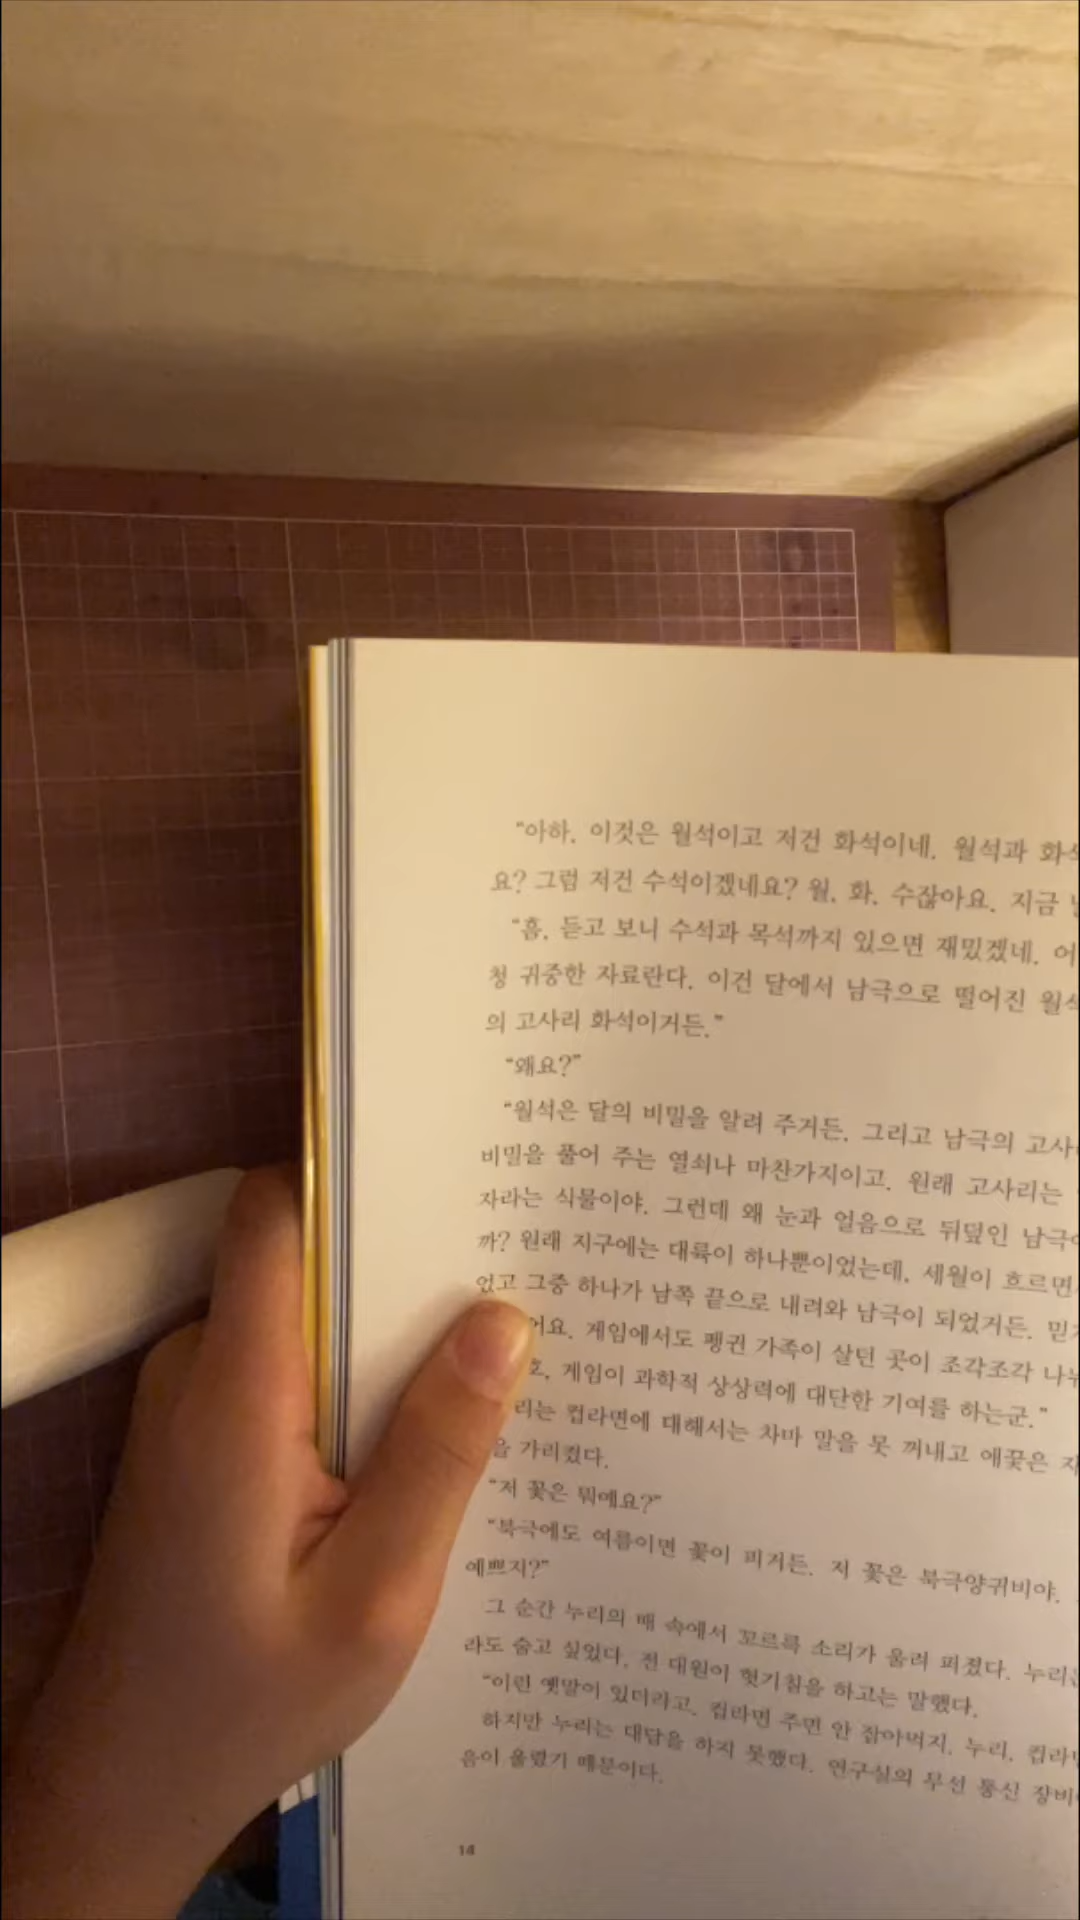 “아하, 이것은 월석이고 저건 화석이네. 월석과 화석
요? 그럼 저건 수석이겠네요? 월, 화, 수잖아요. 지금
“흠, 듣고 보니 수석과 목석까지 있으면 재밌겠네. 어
청 귀중한 자료란다. 이건 달에서 남극으로 떨어진 월석
의 고사리 화석이거든.”
“왜요?”
“월석은 달의 비밀을 알려 주거든. 그리고 남극의 고사
비밀을 풀어 주는 열쇠나 마찬가지이고. 원래 고사리는
자라는 식물이야. 그런데 왜 눈과 얼음으로 뒤덮인 남극
까? 원래 지구에는 대륙이 하나뿐이었는데, 세월이 흐르면
었고 그중 하나가 남쪽 끝으로 내려와 남극이 되었거든. 믿
어요. 게임에서도 펭귄 가족이 살던 곳이 조각조각 나
호, 게임이 과학적 상상력에 대단한 기여를 하는군.”
리는 컵라면에 대해서는 차마 말을 못 꺼내고 애꿎은
을 가리켰다.
“저 꽃은 뭐예요?”
“북극에도 여름이면 꽃이 피거든. 저 꽃은 북극양귀비야.
예쁘지?”
그 순간 누리의 배 속에서 꼬르륵 소리가 울려 퍼졌다. 누리는
라도 숨고 싶었다. 전 대원이 헛기침을 하고는 말했다.
“이런 옛말이 있더라고. 컵라면 주면 안 잡아먹지. 누리, 컵라면
하지만 누리는 대답을 하지 못했다. 연구실의 무선 통신 장비
음이 울렸기 때문이다.
14